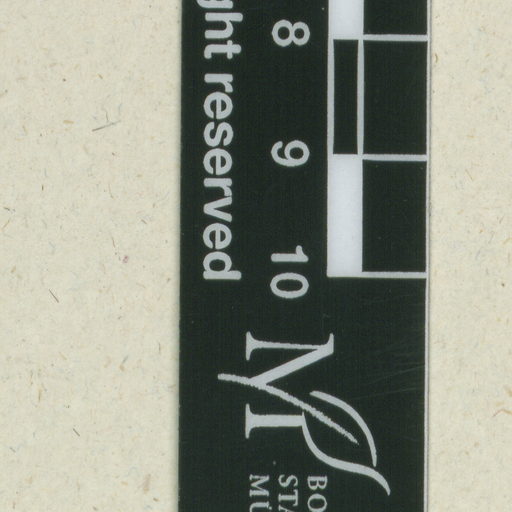 ght reserved
8 9 10
M
BO
STA
MÜ